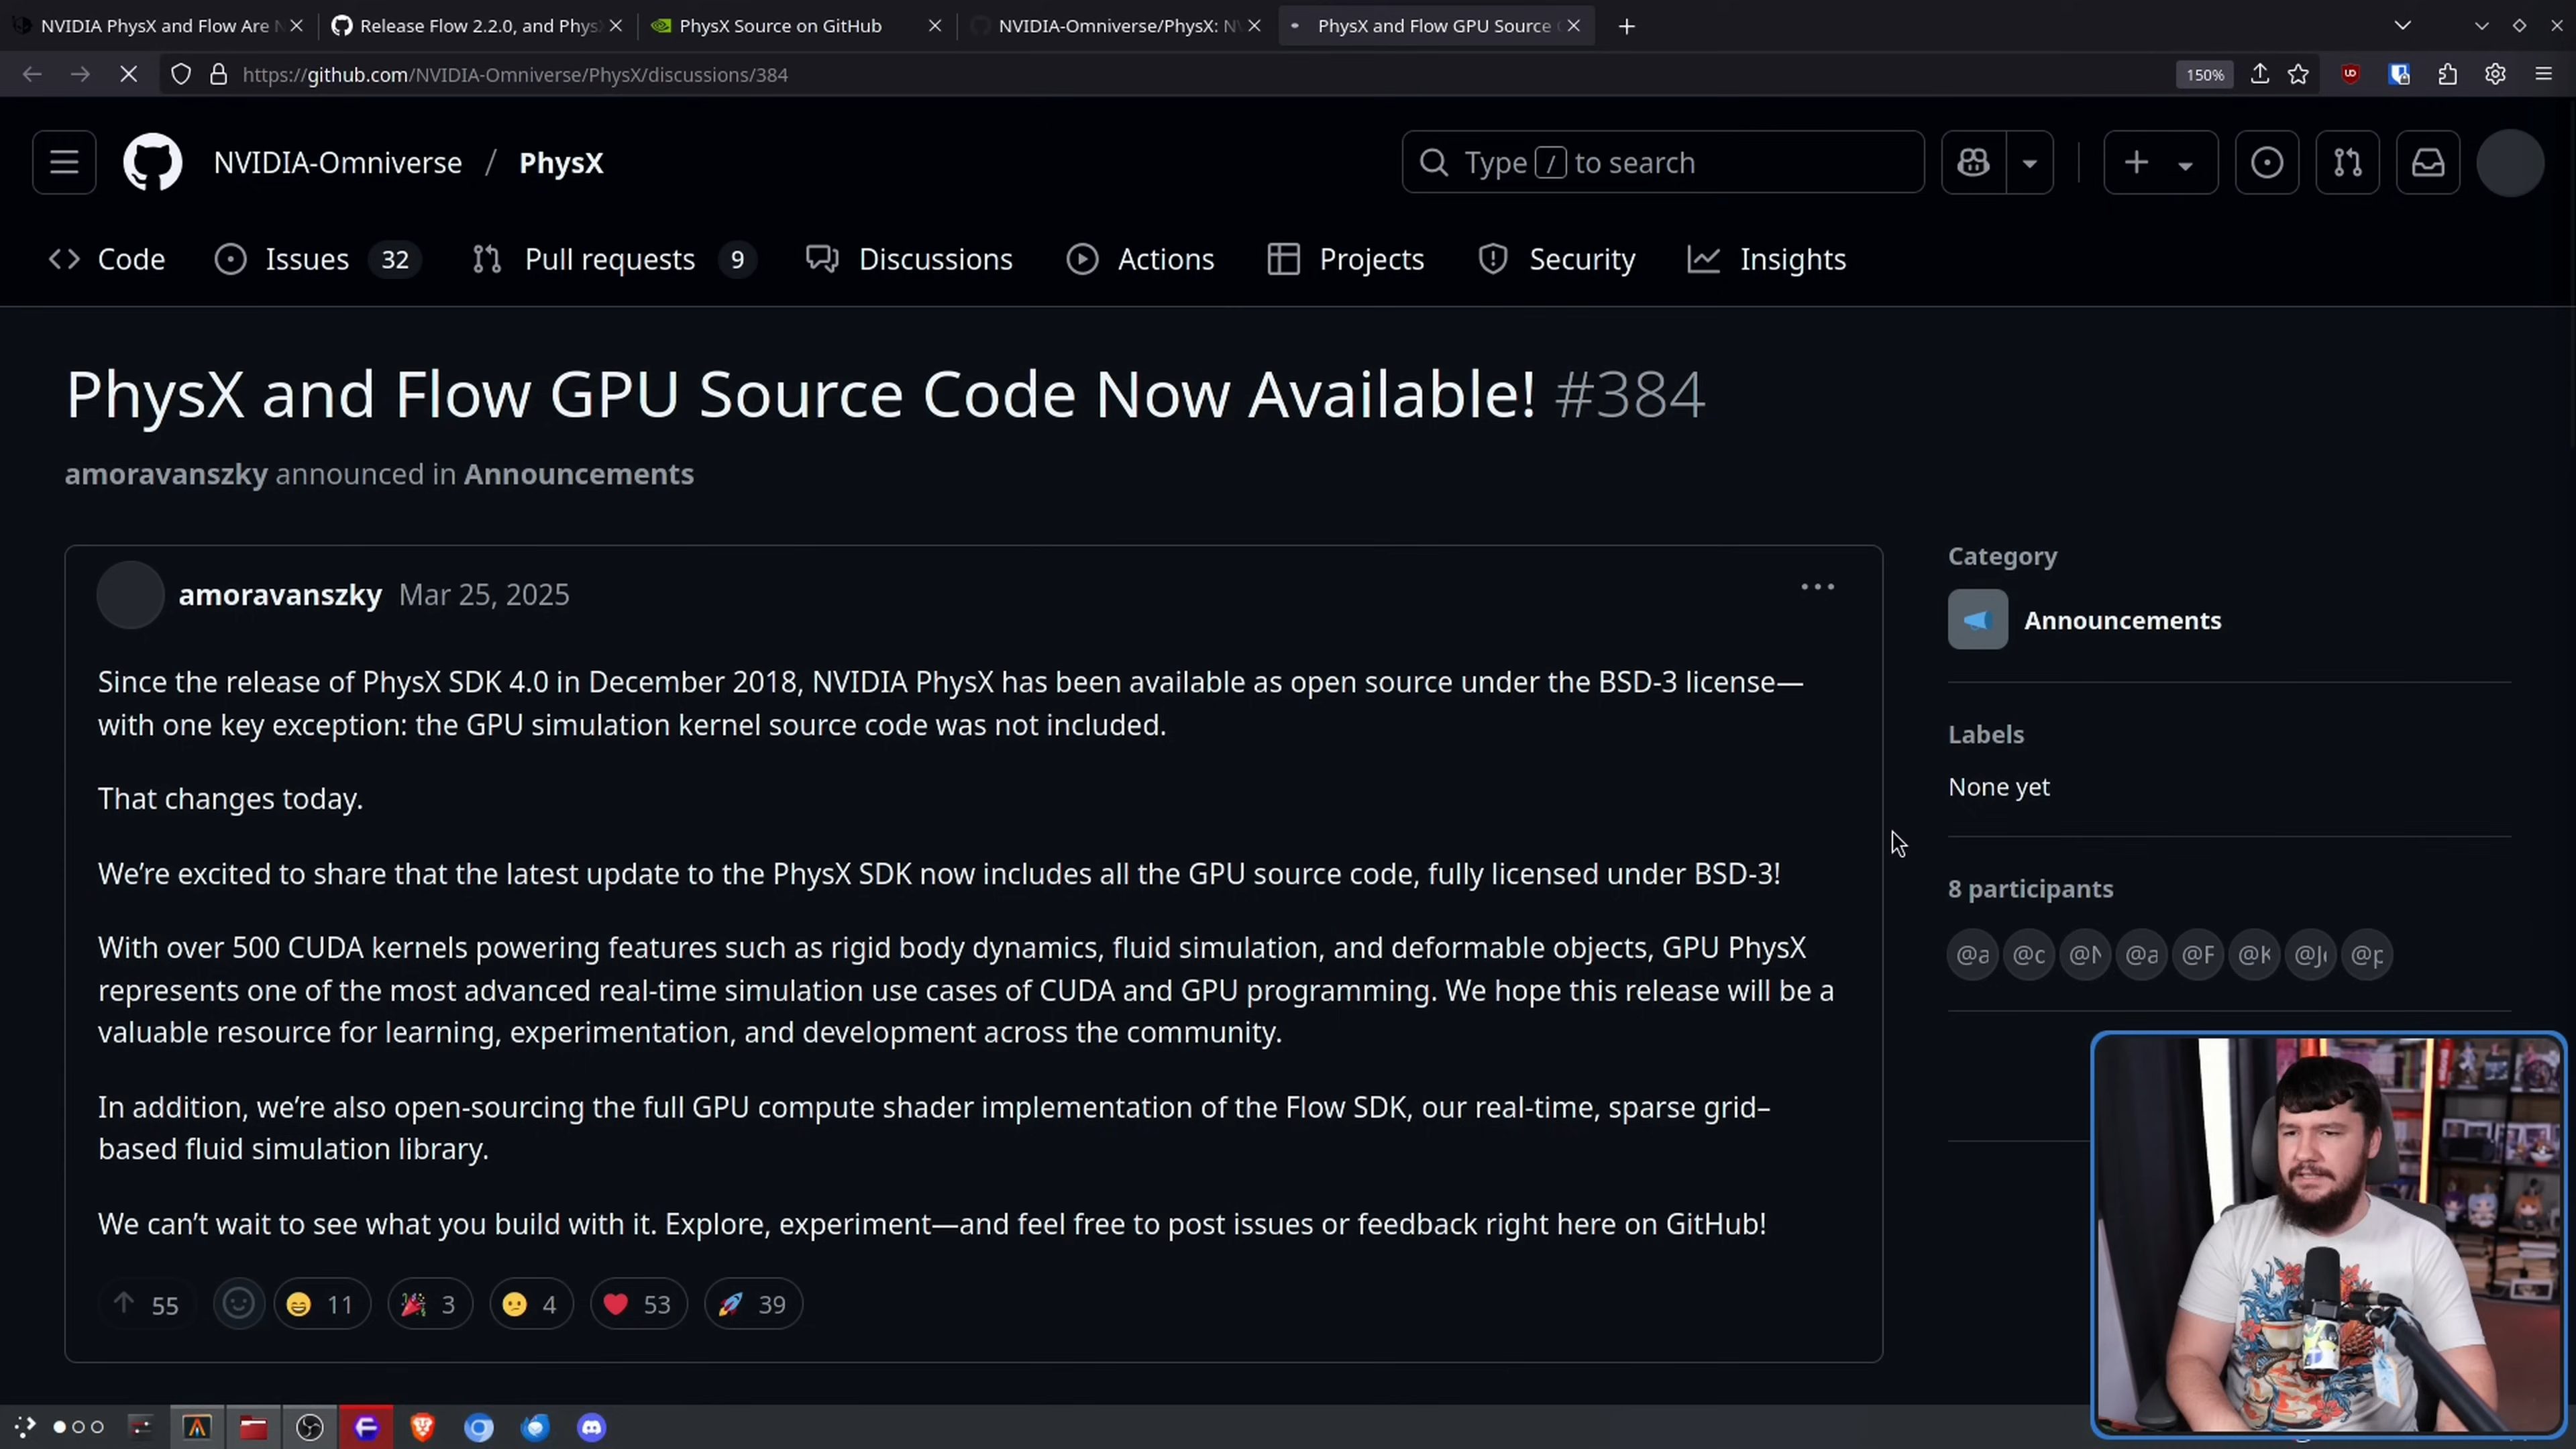 NVIDIA PhysX and Flow Are N
Release Flow 2.2.0, and Phys
PhysX Source on GitHub
NVIDIA-Omniverse/PhysX: NV
PhysX and Flow GPU Source C
https://github.com/NVIDIA-Omniverse/PhysX/discussions/384
150%
NVIDIA-Omniverse / PhysX
Type / to search
Code
Issues 32
Pull requests 9
Discussions
Actions
Projects
Security
Insights
PhysX and Flow GPU Source Code Now Available! #384
amoravanszky announced in Announcements
amoravanszky Mar 25, 2025
Since the release of PhysX SDK 4.0 in December 2018, NVIDIA PhysX has been available as open source under the BSD-3 license—
with one key exception: the GPU simulation kernel source code was not included.
That changes today.
We’re excited to share that the latest update to the PhysX SDK now includes all the GPU source code, fully licensed under BSD-3!
With over 500 CUDA kernels powering features such as rigid body dynamics, fluid simulation, and deformable objects, GPU PhysX
represents one of the most advanced real-time simulation use cases of CUDA and GPU programming. We hope this release will be a
valuable resource for learning, experimentation, and development across the community.
In addition, we’re also open-sourcing the full GPU compute shader implementation of the Flow SDK, our real-time, sparse grid–
based fluid simulation library.
We can’t wait to see what you build with it. Explore, experiment—and feel free to post issues or feedback right here on GitHub!
55
11
3
4
53
39
Category
Announcements
Labels
None yet
8 participants
@a @c @N @a @F @K @J @p